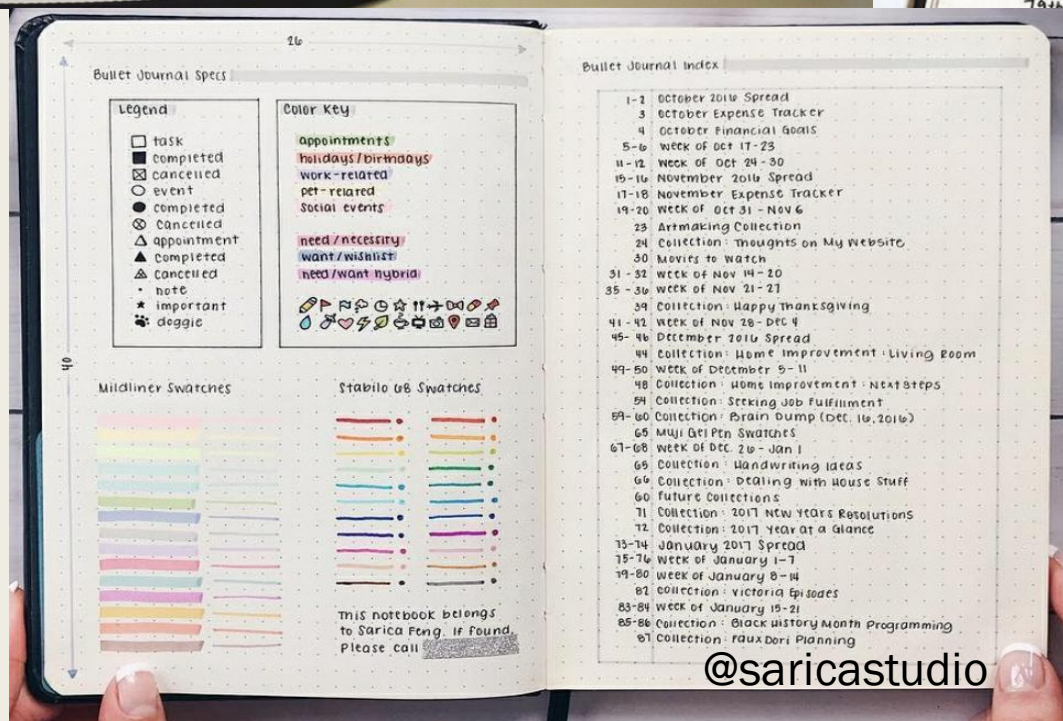 26
Bullet Journal Specs
Legend
task
completed
cancelled
event
completed
cancelled
appointment
completed
cancelled
note
important
doggie
Color Key
appointments
holidays/birthdays
work-related
pet-related
social events
need/necessity
want/wishlist
need/want hybrid
40
Mildliner Swatches
Stabilo 68 Swatches
This notebook belongs
to Sarica Feng. If found,
Please call
Bullet Journal Index
1-2 October 2016 Spread
3 October Expense Tracker
4 October Financial Goals
5-6 Week of Oct 17-23
11-12 Week of Oct 24-30
15-16 November 2016 Spread
17-18 November Expense Tracker
19-20 Week of Oct 31 - Nov 6
23 Artmaking Collection
24 Collection: Thoughts on My Website
30 Movies to Watch
31-32 Week of Nov 14-20
35-36 Week of Nov 21-27
39 Collection: Happy Thanksgiving
41-42 Week of Nov 28 - Dec 4
45-46 December 2016 Spread
44 Collection: Home Improvement: Living Room
49-50 Week of December 5-11
48 Collection: Home Improvement: Next Steps
54 Collection: Seeking Job Fulfillment
59-60 Collection: Brain Dump (Dec. 16, 2016)
65 Muji Gel Pen Swatches
67-68 Week of Dec. 26 - Jan 1
65 Collection: Handwriting Ideas
66 Collection: Dealing with House Stuff
60 Future Collections
71 Collection: 2017 New Years Resolutions
72 Collection: 2017 Year at a Glance
73-74 January 2017 Spread
75-76 Week of January 1-7
79-80 Week of January 8-14
82 Collection: Victoria Episodes
83-84 Week of January 15-21
85-86 Collection: Black History Month Programming
87 Collection: Faux Dori Planning
@saricastudio